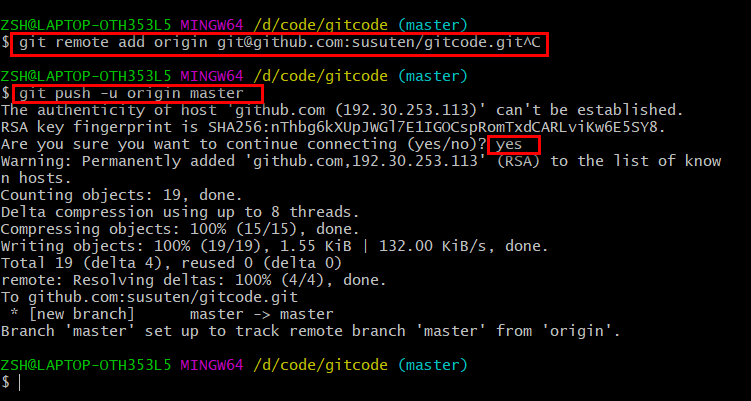 ZSH@LAPTOP-OTH353L5 MINGW64 /d/code/gitcode (master)
$ git remote add origin git@github.com:susuten/gitcode.git^C
ZSH@LAPTOP-OTH353L5 MINGW64 /d/code/gitcode (master)
$ git push -u origin master
The authenticity of host 'github.com (192.30.253.113)' can't be established.
RSA key fingerprint is SHA256:nThbg6kXUpJWGl7E1IGOCspRomTxdCARLviKw6E5SY8.
Are you sure you want to continue connecting (yes/no)? yes
Warning: Permanently added 'github.com,192.30.253.113' (RSA) to the list of know
n hosts.
Counting objects: 19, done.
Delta compression using up to 8 threads.
Compressing objects: 100% (15/15), done.
Writing objects: 100% (19/19), 1.55 KiB | 132.00 KiB/s, done.
Total 19 (delta 4), reused 0 (delta 0)
remote: Resolving deltas: 100% (4/4), done.
To github.com:susuten/gitcode.git
 * [new branch]      master -> master
Branch 'master' set up to track remote branch 'master' from 'origin'.
ZSH@LAPTOP-OTH353L5 MINGW64 /d/code/gitcode (master)
$